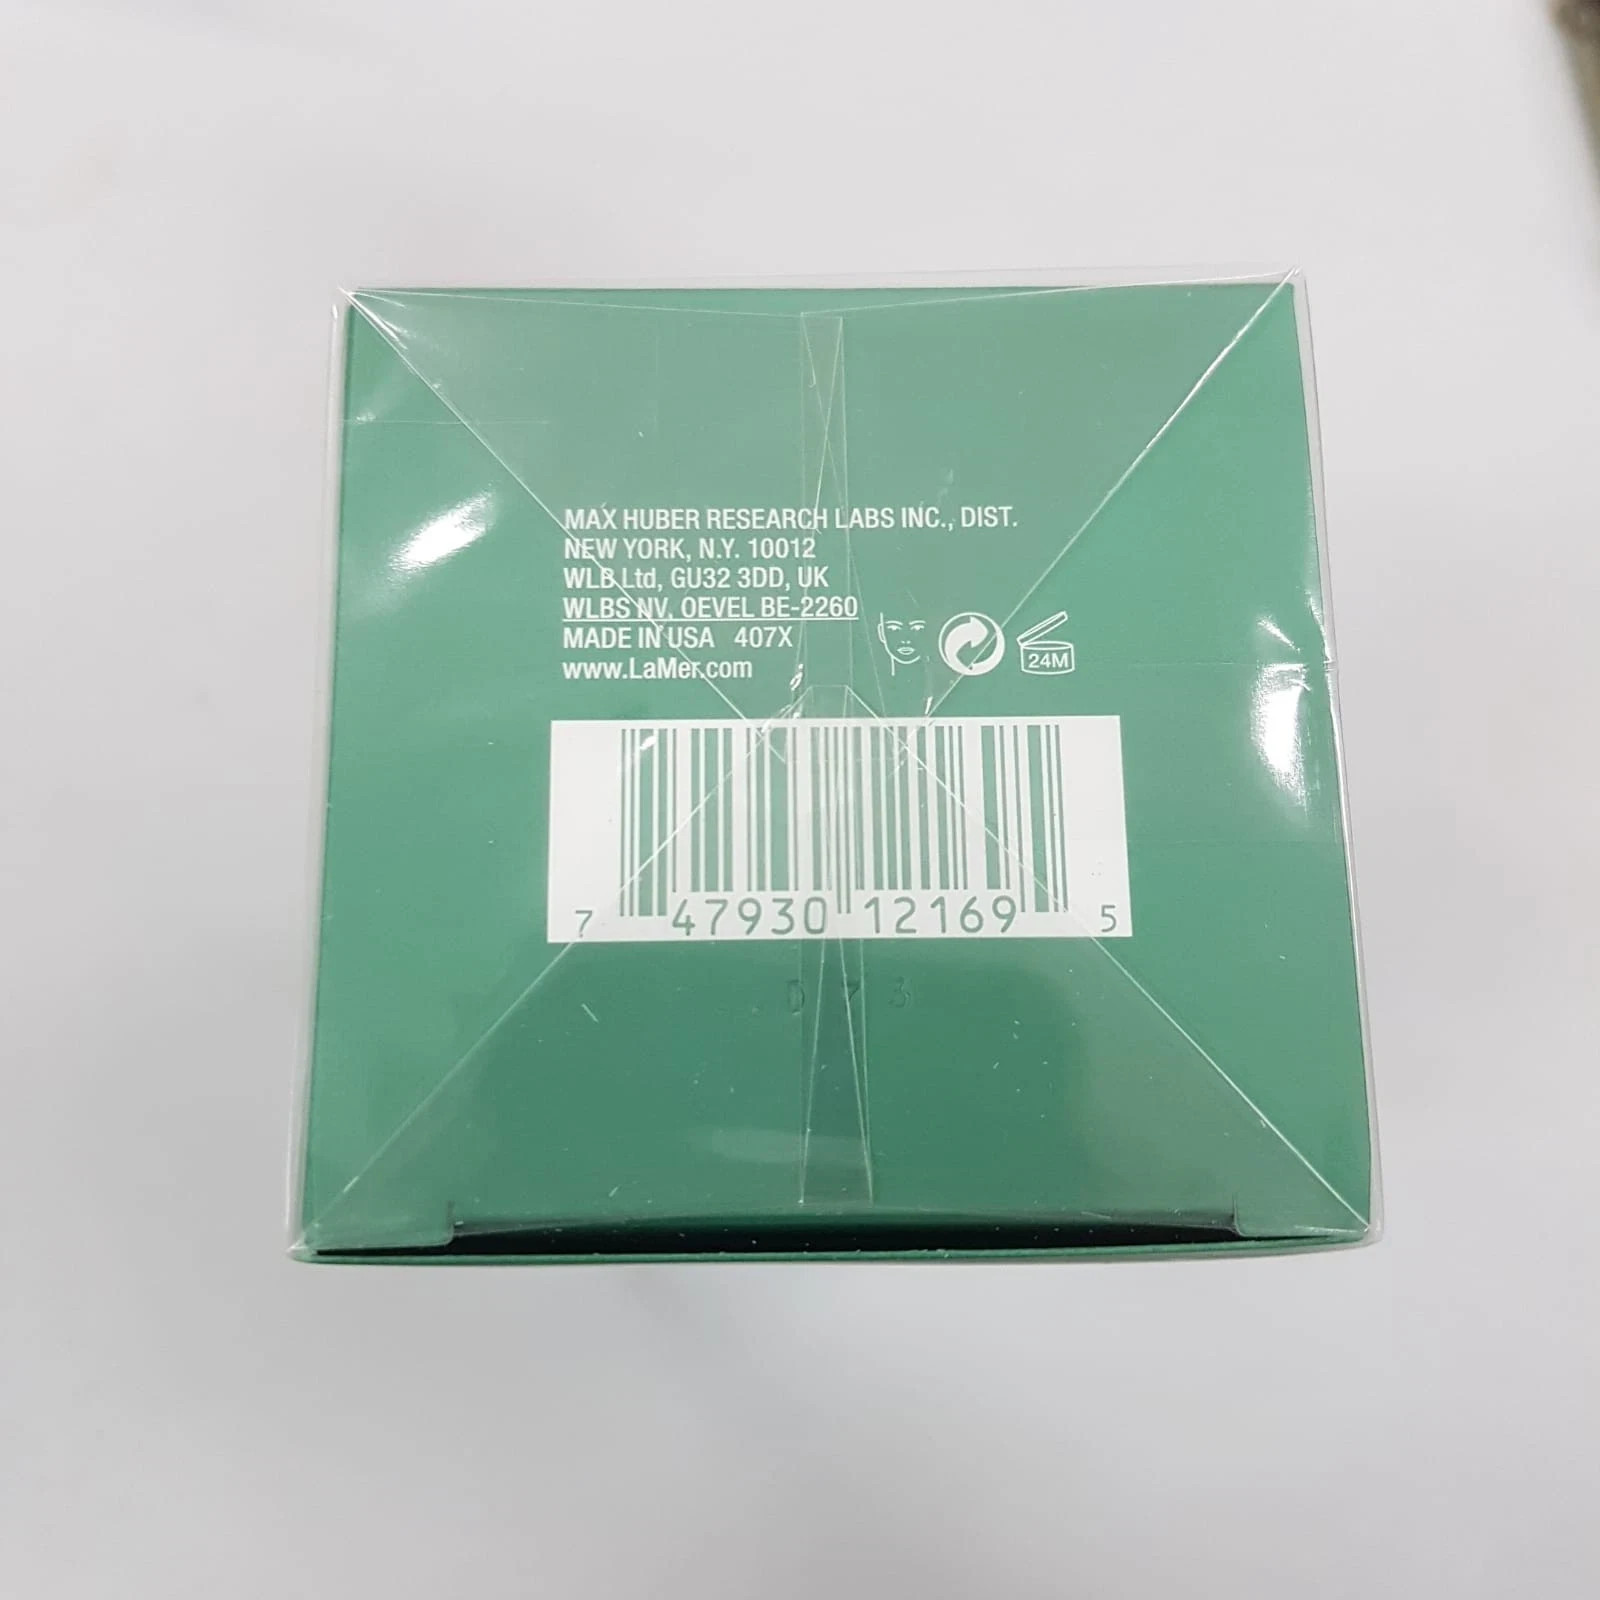 MAX HUBER RESEARCH LABS INC., DIST.
NEW YORK, N.Y. 10012
WLB Ltd, GU32 3DD, UK
WLBS NV, OEVEL BE-2260
MADE IN USA 407X
www.LaMer.com
24M
7 47930 12169 5